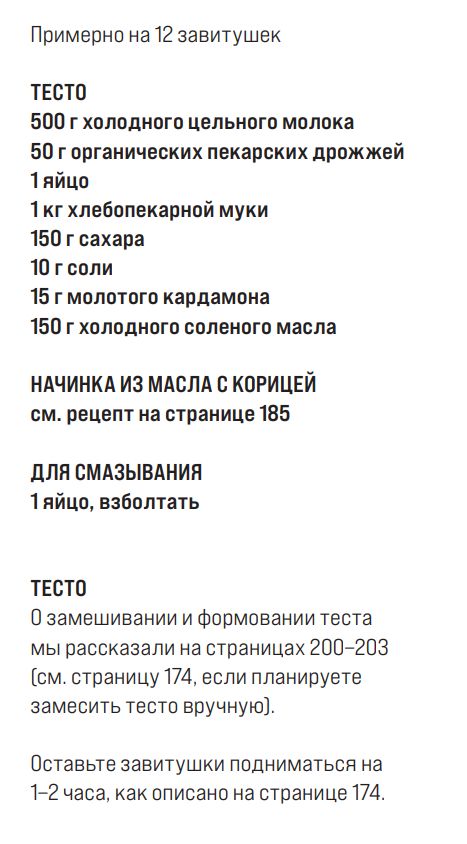 Примерно на 12 завитушек
ТЕСТО
500 г холодного цельного молока
50 г органических пекарских дрожжей
1 яйцо
1 кг хлебопекарной муки
150 г сахара
10 г соли
15 г молотого кардамона
150 г холодного соленого масла
НАЧИНКА ИЗ МАСЛА С КОРИЦЕЙ
см. рецепт на странице 185
ДЛЯ СМАЗЫВАНИЯ
1 яйцо, взболтать
ТЕСТО
О замешивании и формовании теста
мы рассказали на страницах 200–203
(см. страницу 174, если планируете
замесить тесто вручную).
Оставьте завитушки подниматься на
1–2 часа, как описано на странице 174.